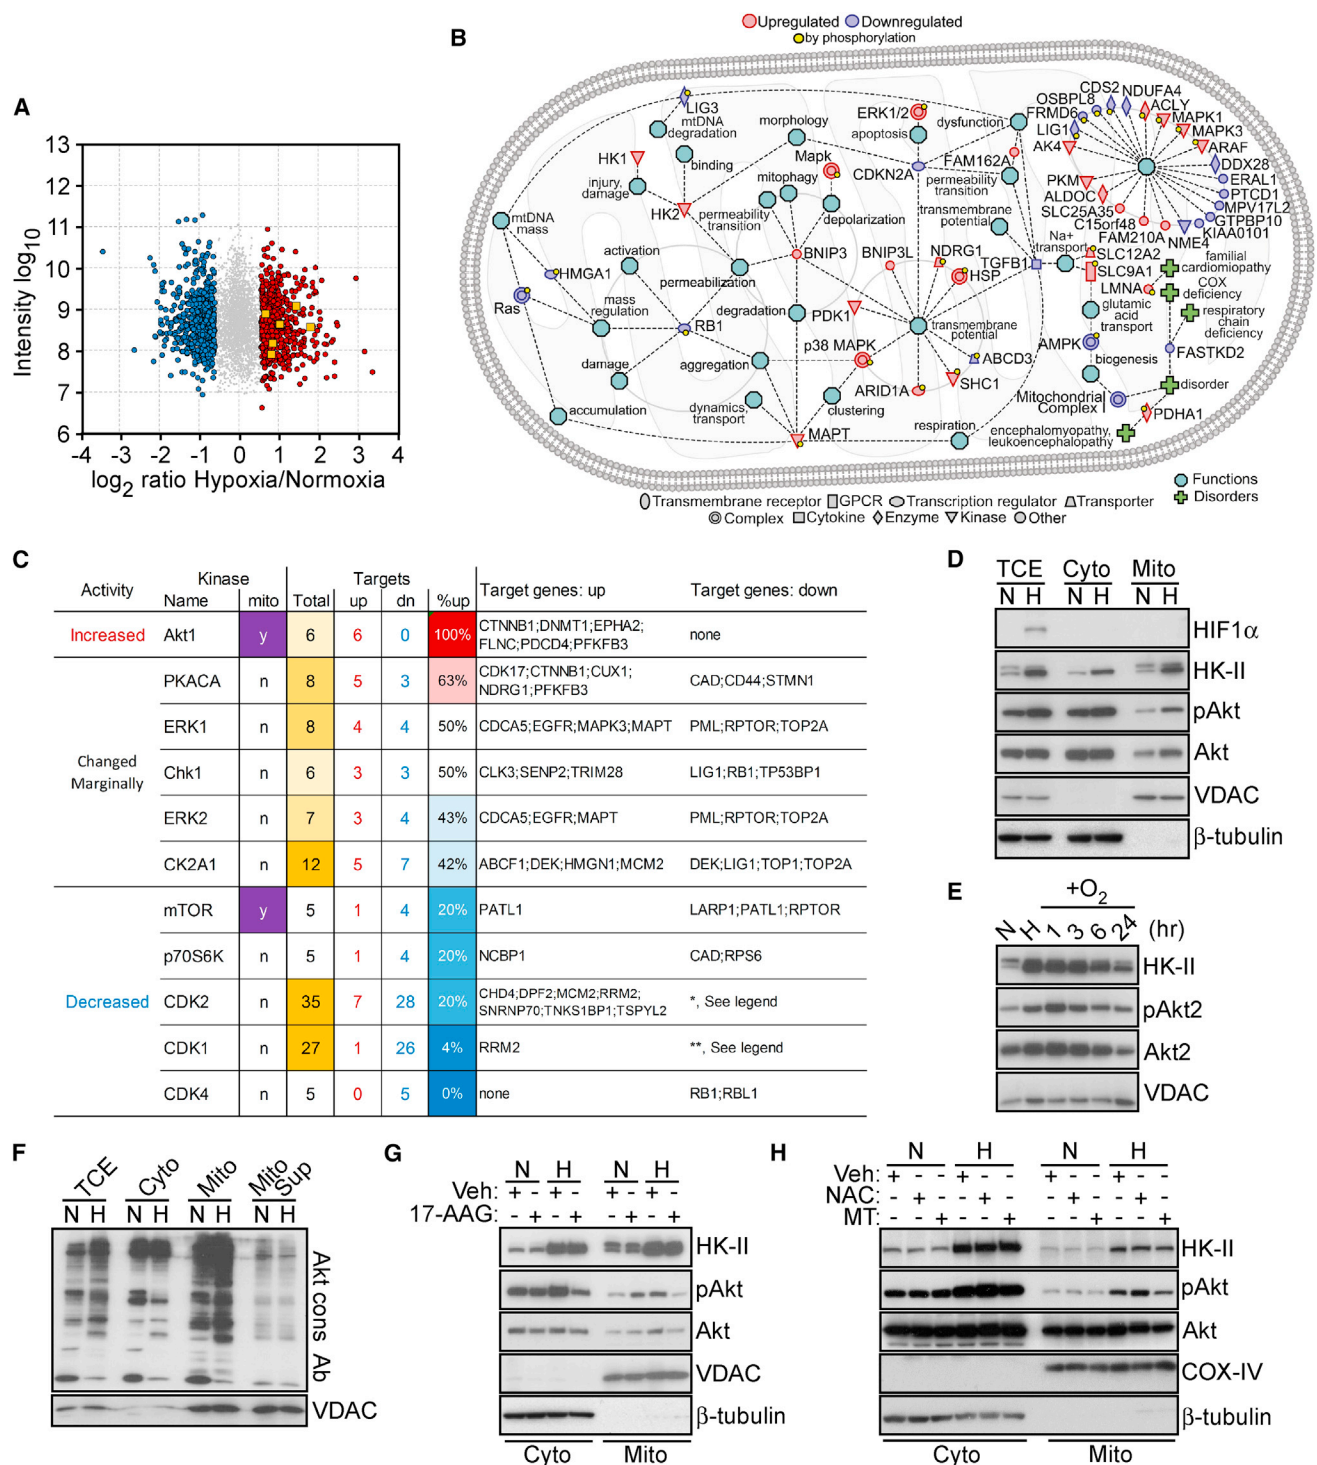 A
13
12
11
10
9
8
7
6
-4
-3
-2
-1
0
1
2
3
4
Intensity log10
log2 ratio Hypoxia/Normoxia
B
Upregulated Downregulated
by phosphorylation
LIG3
mtDNA
degradation
morphology
ERK1/2
apoptosis
dysfunction
HK1
binding
Mapk
CDKN2A
FAM162A
injury,
damage
mitophagy
permeability
transition
HK2
permeability
transition
depolarization
transmembrane
potential
mtDNA
mass
activation
BNIP3
BNIP3L
NDRG1
TGFB1
Na+
transport
HMGA1
permeabilization
HSP
Ras
mass
regulation
RB1
degradation
PDK1
transmembrane
potential
p38 MAPK
ABCD3
damage
aggregation
ARID1A
SHC1
accumulation
dynamics,
transport
clustering
MAPT
respiration
CDS2
NDUFA4
OSBPL8
ACLY
FRMD6
MAPK1
LIG1
MAPK3
AK4
ARAF
DDX28
PKM
ERAL1
ALDOC
PTCD1
SLC25A35
MPV17L2
C15orf48
GTPBP10
FAM210A
KIAA0101
NME4
SLC12A2
familial
cardiomyopathy
SLC9A1
LMNA
COX
deficiency
glutamic
acid
transport
respiratory
chain
deficiency
AMPK
FASTKD2
biogenesis
disorder
Mitochondrial
Complex I
PDHA1
encephalomyopathy,
leukoencephalopathy
Functions
Disorders
Transmembrane receptor GPCR Transcription regulator Transporter
Complex Cytokine Enzyme Kinase Other
C
Activity Kinase Targets Target genes: up Target genes: down
Name mito Total up dn %up
Increased Akt1 y 6 6 0 100% CTNNB1;DNMT1;EPHA2; none
FLNC;PDCD4;PFKFB3
PKACA n 8 5 3 63% CDK17;CTNNB1;CUX1; CAD;CD44;STMN1
NDRG1;PFKFB3
ERK1 n 8 4 4 50% CDCA5;EGFR;MAPK3;MAPT PML;RPTOR;TOP2A
Changed
Marginally
Chk1 n 6 3 3 50% CLK3;SENP2;TRIM28 LIG1;RB1;TP53BP1
ERK2 n 7 3 4 43% CDCA5;EGFR;MAPT PML;RPTOR;TOP2A
CK2A1 n 12 5 7 42% ABCF1;DEK;HMGN1;MCM2 DEK;LIG1;TOP1;TOP2A
mTOR y 5 1 4 20% PATL1 LARP1;PATL1;RPTOR
p70S6K n 5 1 4 20% NCBP1 CAD;RPS6
Decreased CDK2 n 35 7 28 20% CHD4;DPF2;MCM2;RRM2; *, See legend
SNRNP70;TNKS1BP1;TSPYL2
CDK1 n 27 1 26 4% RRM2 **, See legend
CDK4 n 5 0 5 0% none RB1;RBL1
D
TCE Cyto Mito
N H N H N H
HIF1α
HK-II
pAkt
Akt
VDAC
β-tubulin
E
+O2
N H 1 3 6 24 (hr)
HK-II
pAkt2
Akt2
VDAC
F
TCE Cyto Mito Mito Sup
N H N H N H N H
Akt cons Ab
VDAC
G
N H N H
Veh: + - + - + - + -
17-AAG: - + - + - + - +
HK-II
pAkt
Akt
VDAC
β-tubulin
Cyto Mito
H
N H N H
Veh: + - - + - - + - - + - -
NAC: - + - - + - - + - - + -
MT: - - + - - + - - + - - +
HK-II
pAkt
Akt
COX-IV
β-tubulin
Cyto Mito